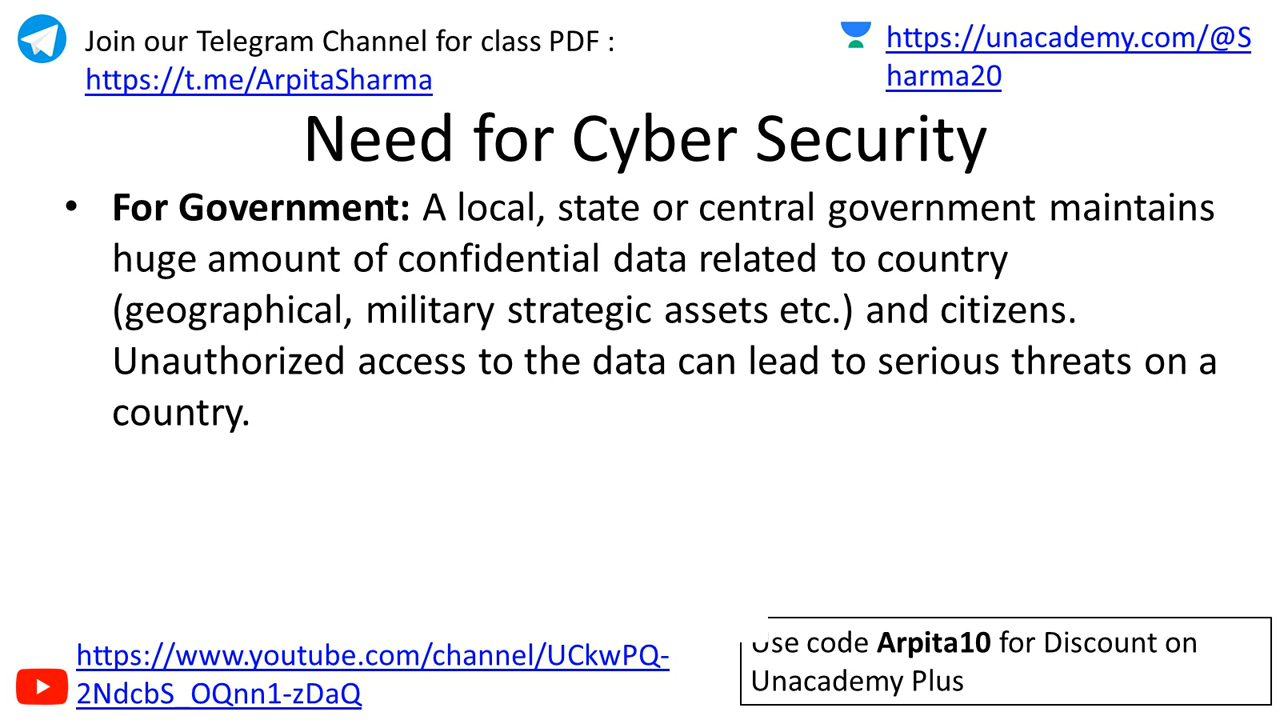 Join our Telegram Channel for class PDF :
https://t.me/ArpitaSharma
https://unacademy.com/@S
harma20
Need for Cyber Security
• For Government: A local, state or central government maintains
huge amount of confidential data related to country
(geographical, military strategic assets etc.) and citizens.
Unauthorized access to the data can lead to serious threats on a
country.
https://www.youtube.com/channel/UCkwPQ-
2NdcbS_OQnn1-zDaQ
Use code Arpita10 for Discount on
Unacademy Plus